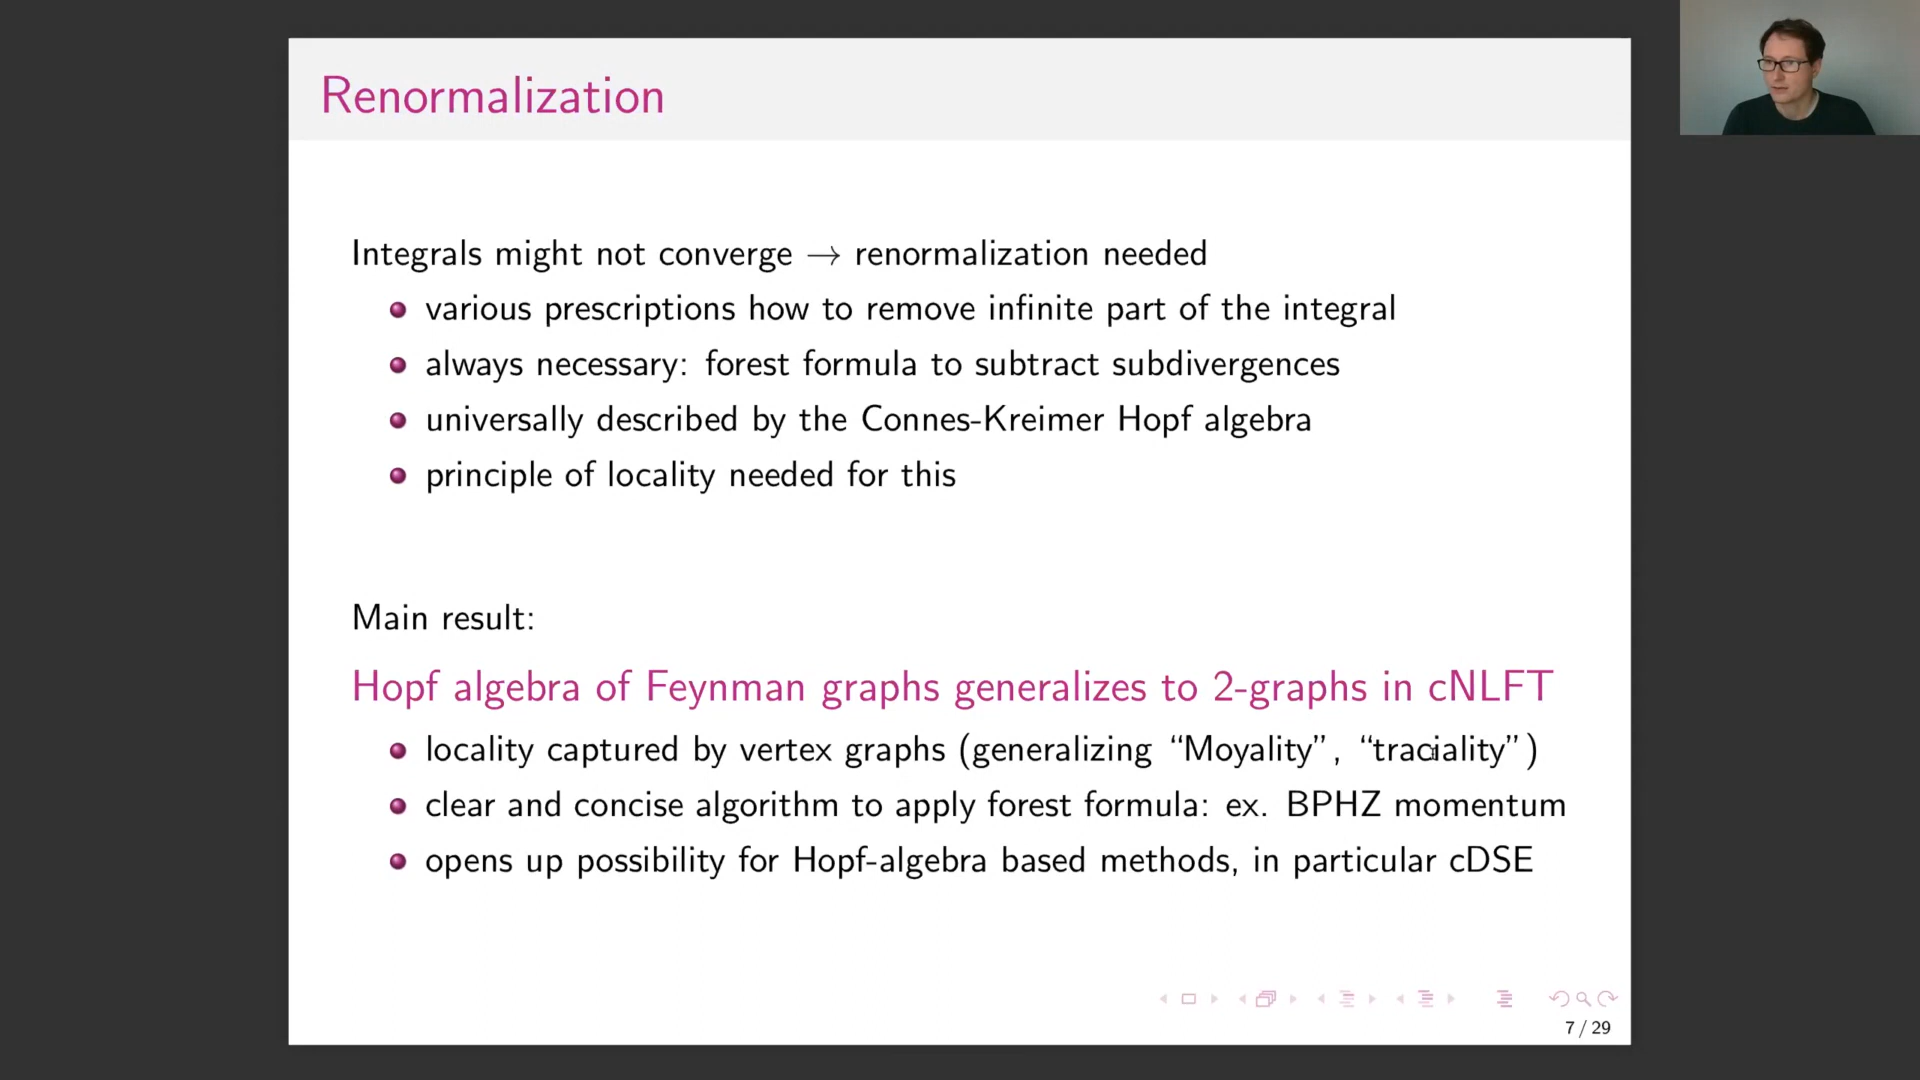 Renormalization
Integrals might not converge → renormalization needed
various prescriptions how to remove infinite part of the integral
always necessary: forest formula to subtract subdivergences
universally described by the Connes-Kreimer Hopf algebra
principle of locality needed for this
Main result:
Hopf algebra of Feynman graphs generalizes to 2-graphs in cNLFT
locality captured by vertex graphs (generalizing “Moyality”, “traciality”)
clear and concise algorithm to apply forest formula: ex. BPHZ momentum
opens up possibility for Hopf-algebra based methods, in particular cDSE
7 / 29